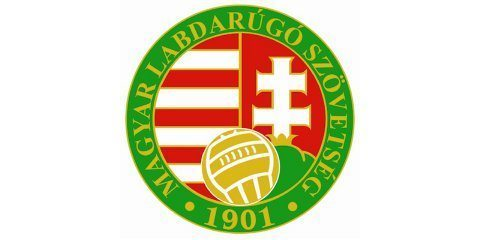 MAGYAR LABDARÚGÓ SZÖVETSÉG
• 1901 •